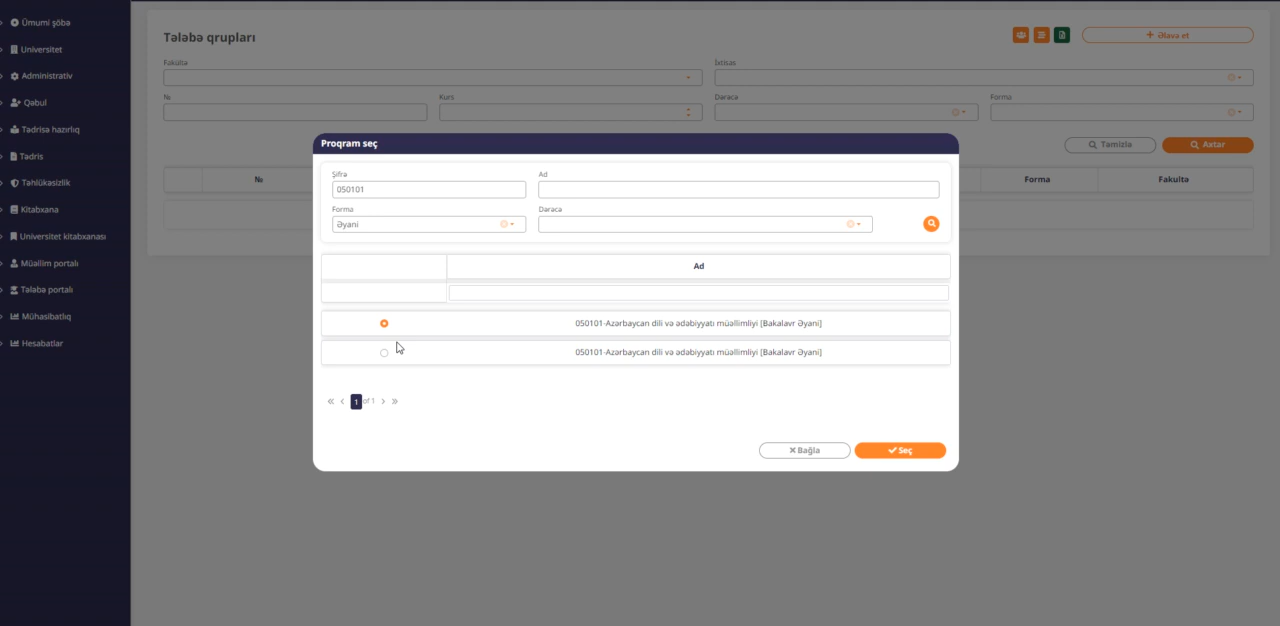 Ümumi şöbə
Universitet
Administrativ
Qəbul
Tədrisə hazırlıq
Tədris
Təhlükəsizlik
Kitabxana
Universitet kitabxanası
Müəllim portalı
Tələbə portalı
Mühasibatlıq
Hesabatlar
Tələbə qrupları
+ Əlavə et
Fakültə
İxtisas
№
Kurs
Dərəcə
Forma
Təmizlə
Axtar
№
Forma
Fakultə
Proqram seç
Şifrə
Ad
050101
Forma
Dərəcə
Əyani
Ad
050101-Azərbaycan dili və ədəbiyyatı müəllimliyi [Bakalavr Əyani]
050101-Azərbaycan dili və ədəbiyyatı müəllimliyi [Bakalavr Əyani]
« ‹ 1 of 1 › »
Bağla
Seç